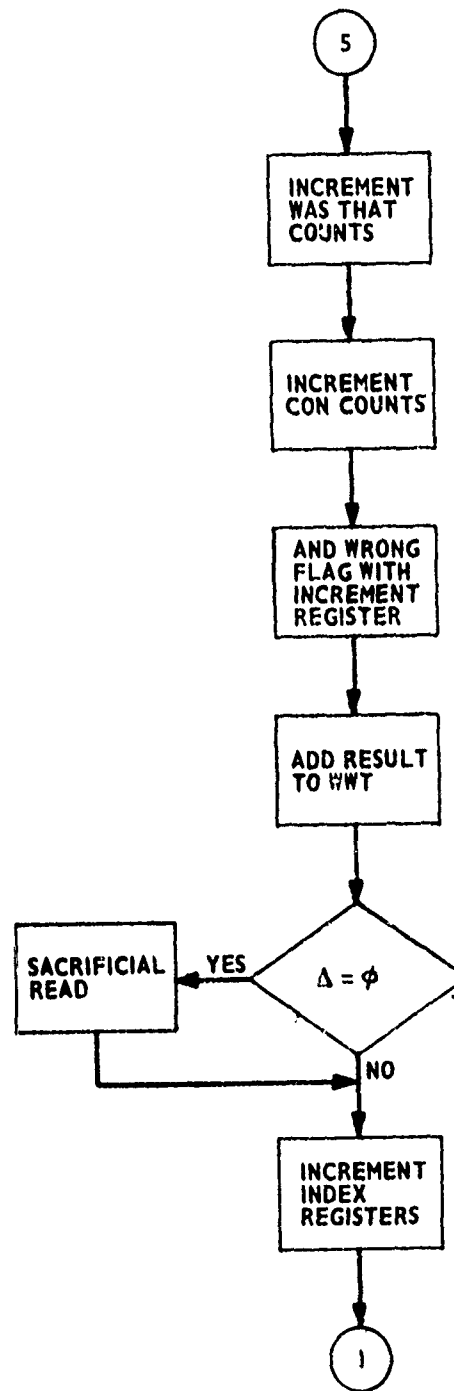 5
INCREMENT
WAS THAT
COUNTS
INCREMENT
CON COUNTS
AND WRONG
FLAG WITH
INCREMENT
REGISTER
ADD RESULT
TO WWT
Δ = φ
YES
SACRIFICIAL
READ
NO
INCREMENT
INDEX
REGISTERS
1